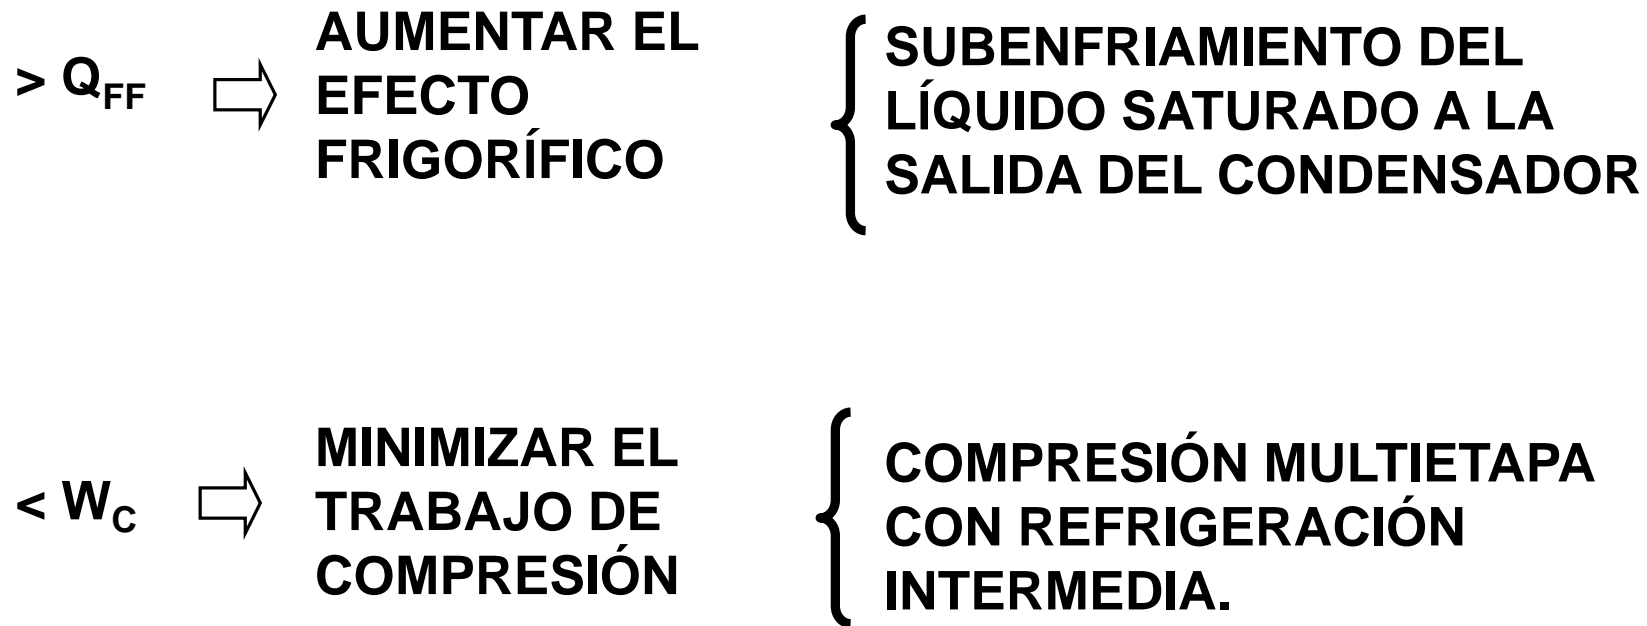 > QFF
AUMENTAR EL
EFECTO
FRIGORÍFICO
SUBENFRIAMIENTO DEL
LÍQUIDO SATURADO A LA
SALIDA DEL CONDENSADOR
< WC
MINIMIZAR EL
TRABAJO DE
COMPRESIÓN
COMPRESIÓN MULTIETAPA
CON REFRIGERACIÓN
INTERMEDIA.